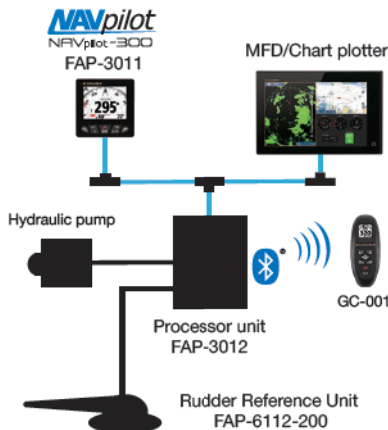 NAVpilot
NAVpilot-300
FAP-3011
MFD/Chart plotter
295°
Hydraulic pump
®
GC-001
Processor unit
FAP-3012
Rudder Reference Unit
FAP-6112-200